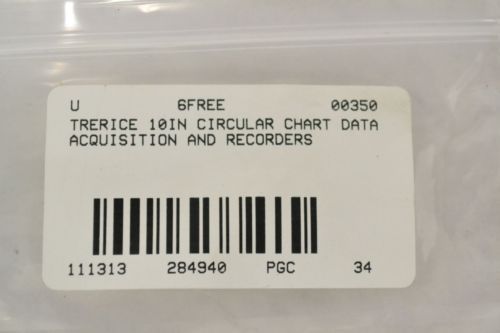 U 6FREE 00350
TRERICE 10IN CIRCULAR CHART DATA
ACQUISITION AND RECORDERS
111313 284940 PGC 34